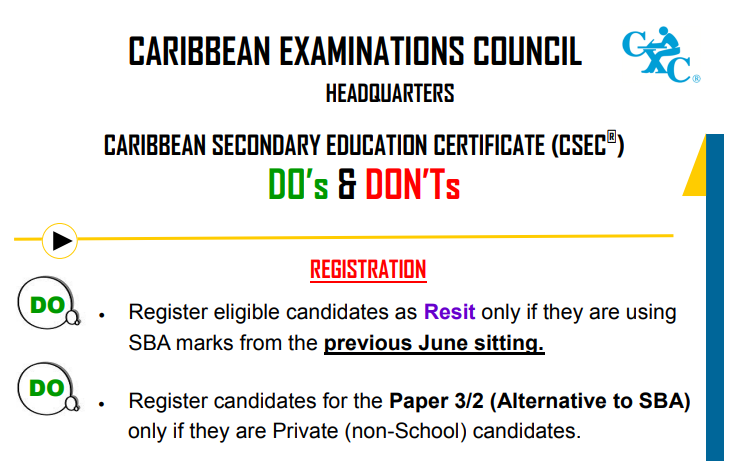 CARIBBEAN EXAMINATIONS COUNCIL
CXC®
HEADQUARTERS
CARIBBEAN SECONDARY EDUCATION CERTIFICATE (CSEC®)
DO's & DON'Ts
REGISTRATION
DO
• Register eligible candidates as Resit only if they are using
SBA marks from the previous June sitting.
DO
• Register candidates for the Paper 3/2 (Alternative to SBA)
only if they are Private (non-School) candidates.